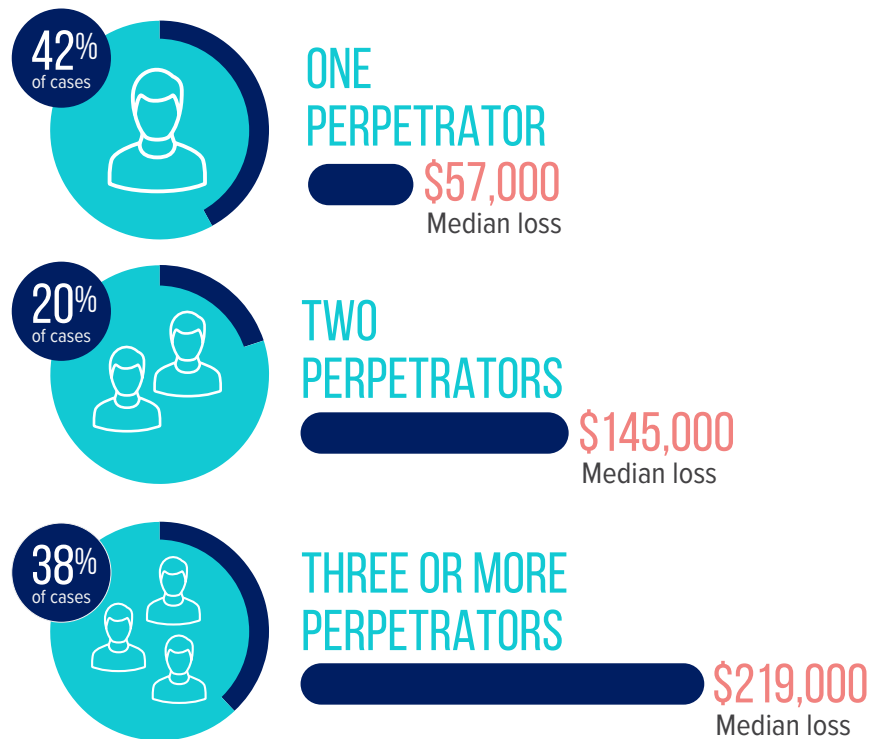 42%
of cases
ONE
PERPETRATOR
$57,000
Median loss
20%
of cases
TWO
PERPETRATORS
$145,000
Median loss
38%
of cases
THREE OR MORE
PERPETRATORS
$219,000
Median loss